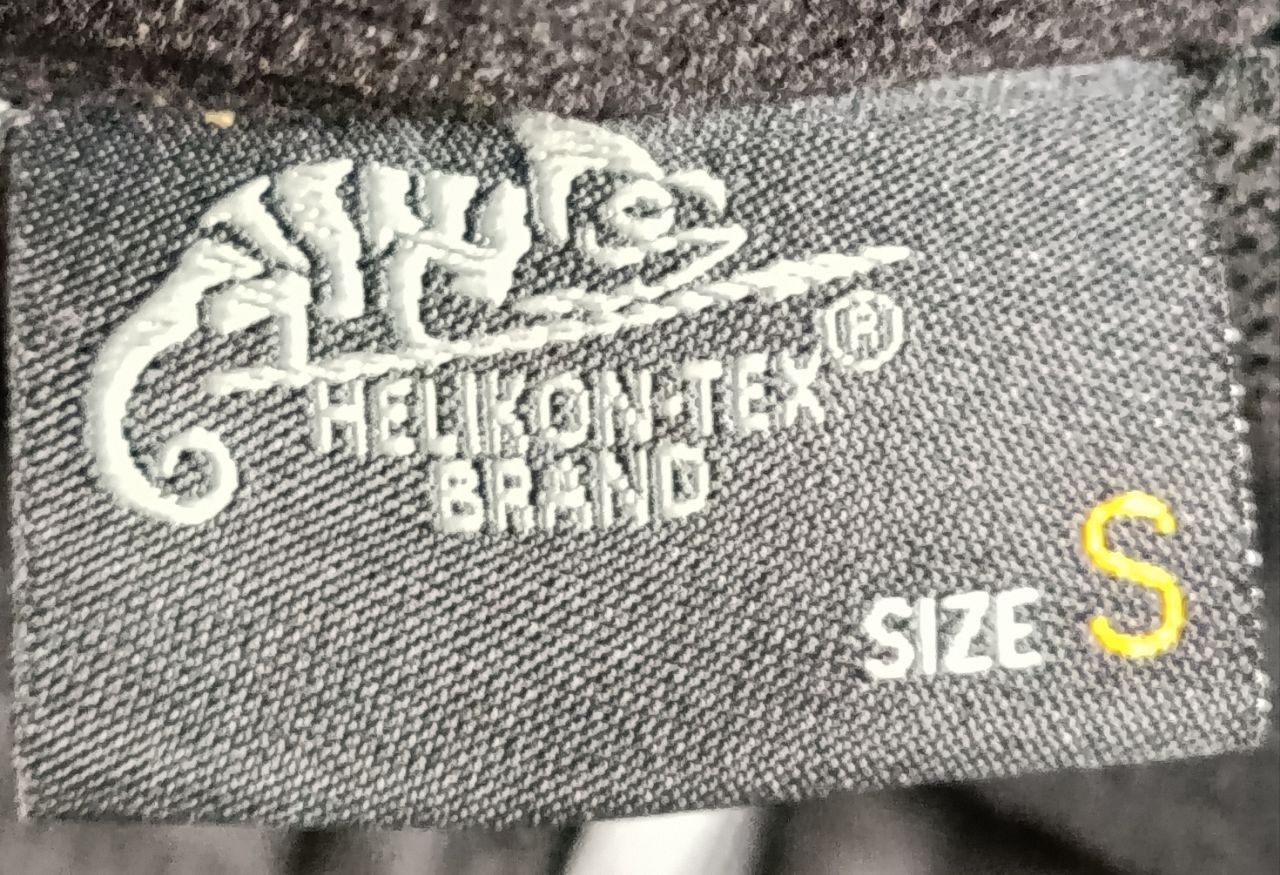 HELIKON-TEX®
BRAND
SIZE S